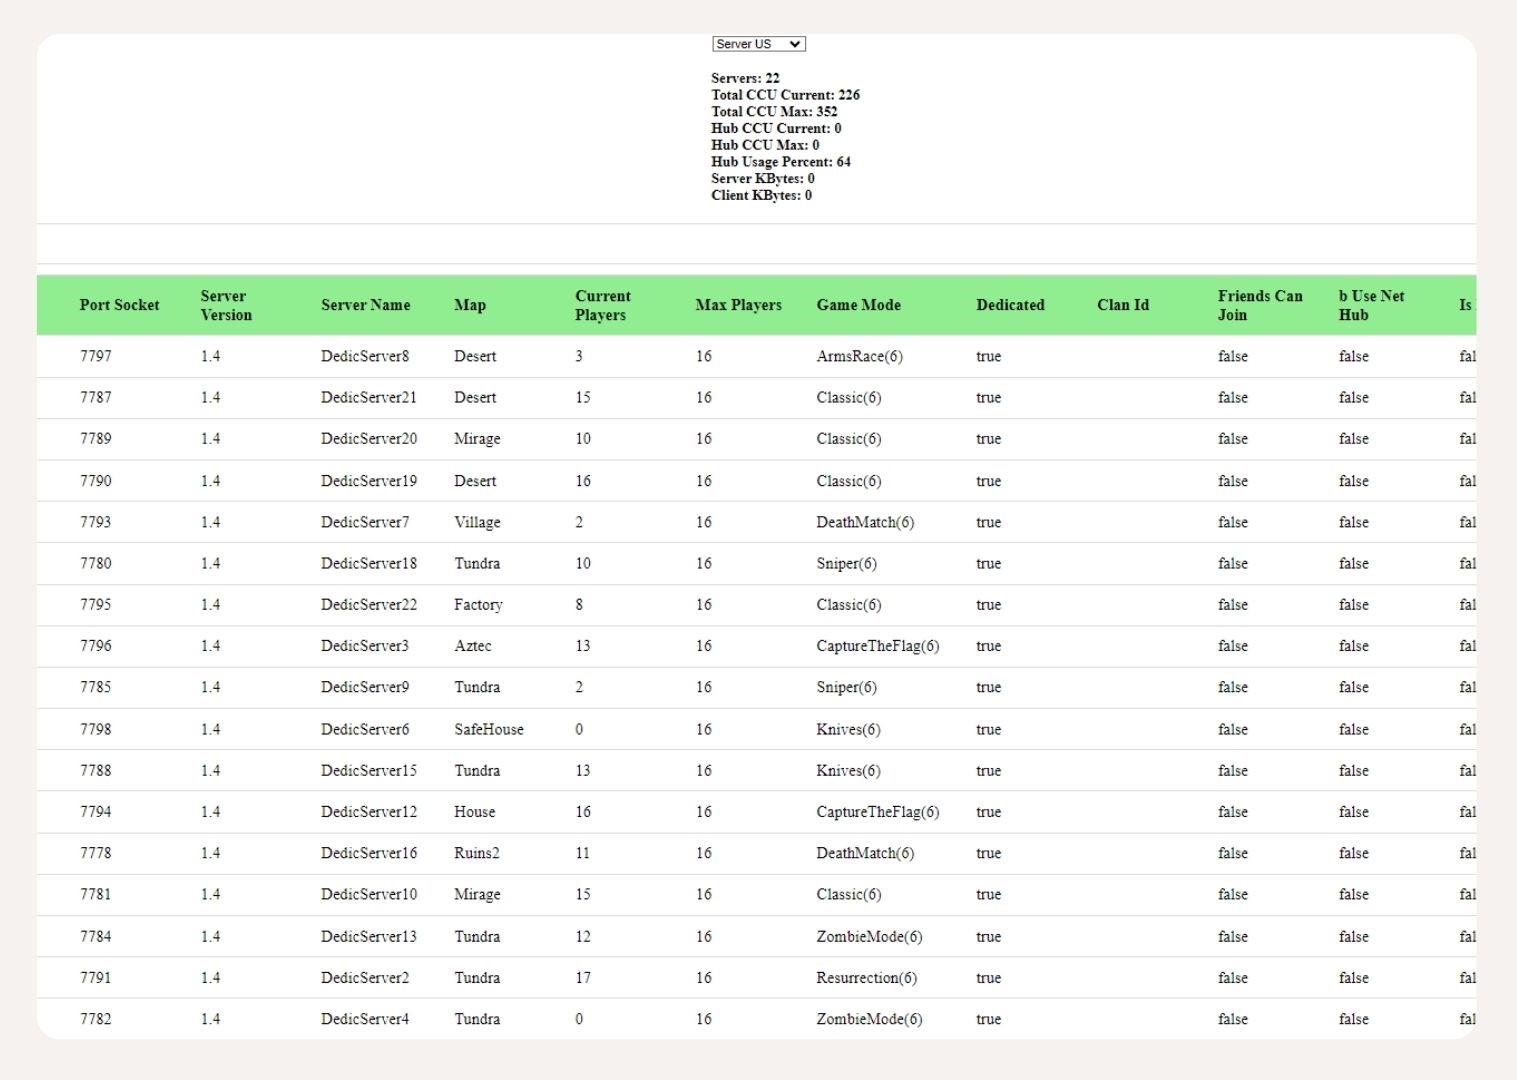 Server US
Servers: 22
Total CCU Current: 226
Total CCU Max: 352
Hub CCU Current: 0
Hub CCU Max: 0
Hub Usage Percent: 64
Server KBytes: 0
Client KBytes: 0
Port Socket Server Version Server Name Map Current Players Max Players Game Mode Dedicated Clan Id Friends Can Join b Use Net Hub Is
7797 1.4 DedicServer8 Desert 3 16 ArmsRace(6) true false false fal
7787 1.4 DedicServer21 Desert 15 16 Classic(6) true false false fal
7789 1.4 DedicServer20 Mirage 10 16 Classic(6) true false false fal
7790 1.4 DedicServer19 Desert 16 16 Classic(6) true false false fal
7793 1.4 DedicServer7 Village 2 16 DeathMatch(6) true false false fal
7780 1.4 DedicServer18 Tundra 10 16 Sniper(6) true false false fal
7795 1.4 DedicServer22 Factory 8 16 Classic(6) true false false fal
7796 1.4 DedicServer3 Aztec 13 16 CaptureTheFlag(6) true false false fal
7785 1.4 DedicServer9 Tundra 2 16 Sniper(6) true false false fal
7798 1.4 DedicServer6 SafeHouse 0 16 Knives(6) true false false fal
7788 1.4 DedicServer15 Tundra 13 16 Knives(6) true false false fal
7794 1.4 DedicServer12 House 16 16 CaptureTheFlag(6) true false false fal
7778 1.4 DedicServer16 Ruins2 11 16 DeathMatch(6) true false false fal
7781 1.4 DedicServer10 Mirage 15 16 Classic(6) true false false fal
7784 1.4 DedicServer13 Tundra 12 16 ZombieMode(6) true false false fal
7791 1.4 DedicServer2 Tundra 17 16 Resurrection(6) true false false fal
7782 1.4 DedicServer4 Tundra 0 16 ZombieMode(6) true false false fal